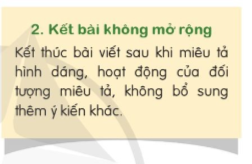 2. Kết bài không mở rộng
Kết thúc bài viết sau khi miêu tả
hình dáng, hoạt động của đối
tượng miêu tả, không bổ sung
thêm ý kiến khác.